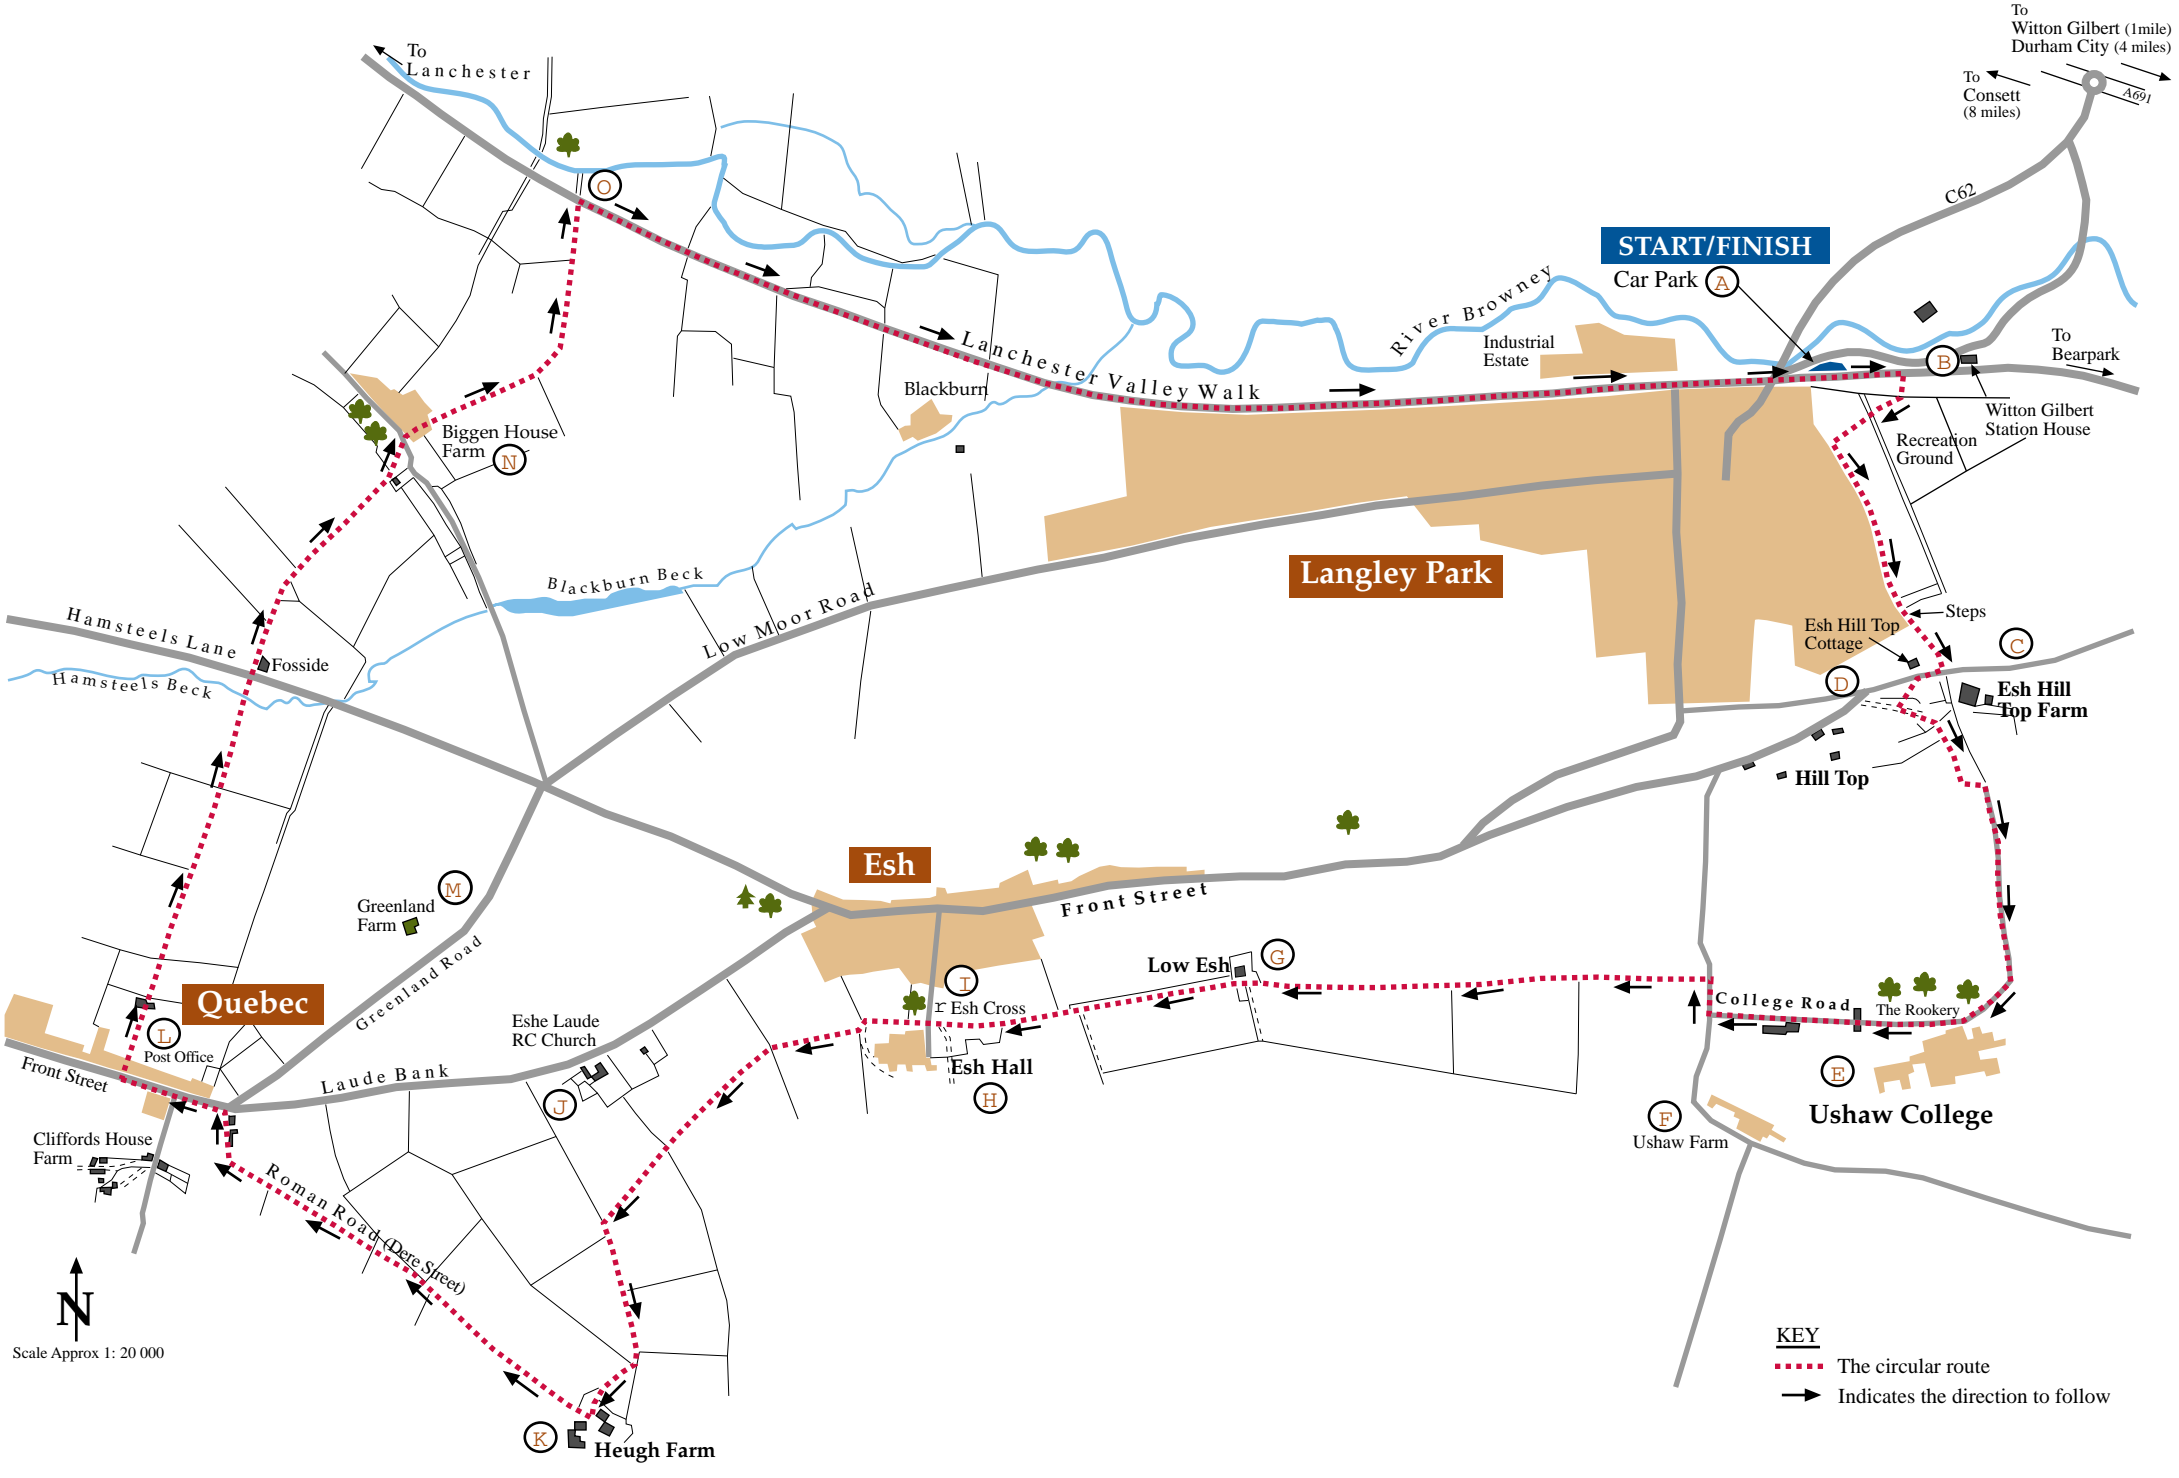 To
Witton Gilbert (1mile)
Durham City (4 miles)
To
Consett
(8 miles)
A691
To
Lanchester
O
C62
START/FINISH
Car Park A
River Browney
Industrial
Estate
B
To
Bearpark
Witton Gilbert
Station House
Recreation
Ground
Lanchester Valley Walk
Blackburn
Biggen House
Farm
N
Langley Park
Blackburn Beck
Low Moor Road
Hamsteels Lane
Fosside
Hamsteels Beck
Steps
Esh Hill Top
Cottage
C
D
Esh Hill
Top Farm
Hill Top
Esh
Front Street
M
Greenland
Farm
Greenland Road
Low Esh
G
I
r Esh Cross
Esh Hall
H
College Road
The Rookery
E
Ushaw College
F
Ushaw Farm
Quebec
L
Post Office
Front Street
Eshe Laude
RC Church
Laude Bank
J
Cliffords House
Farm
Roman Road (Dere Street)
N
Scale Approx 1: 20 000
K
Heugh Farm
KEY
The circular route
Indicates the direction to follow